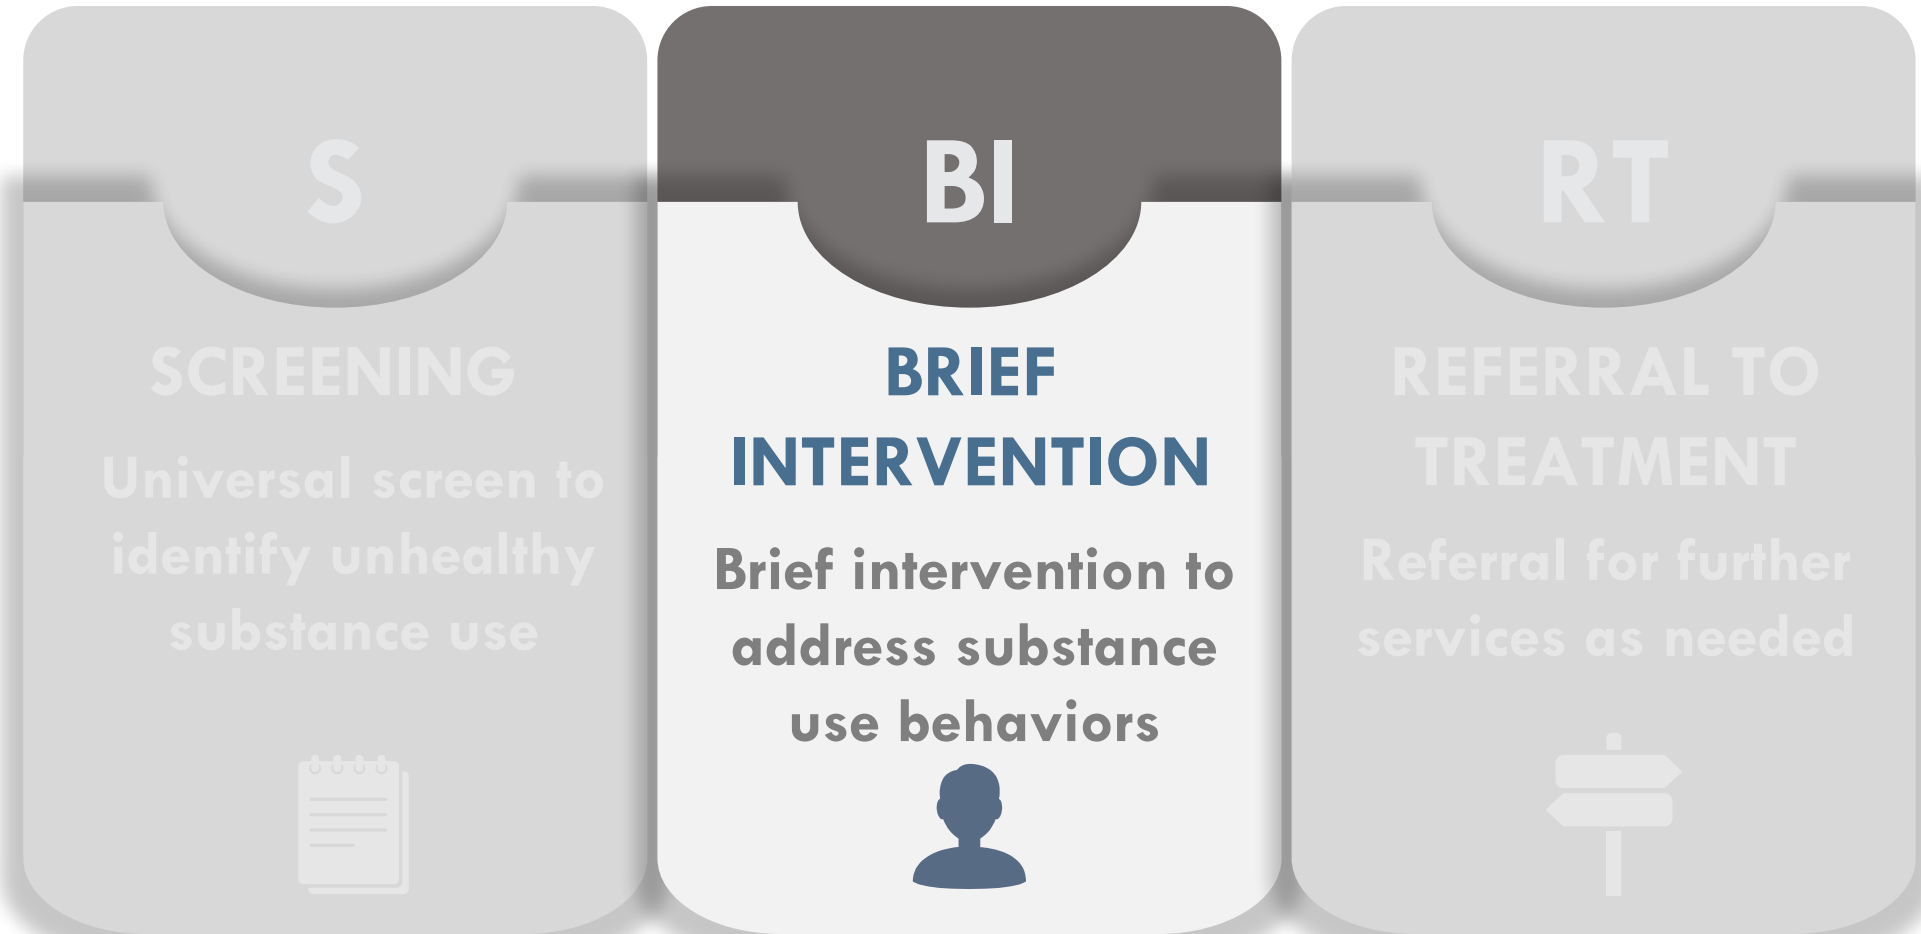 S
SCREENING
Universal screen to
identify unhealthy
substance use
BI
BRIEF
INTERVENTION
Brief intervention to
address substance
use behaviors
RT
REFERRAL TO
TREATMENT
Referral for further
services as needed